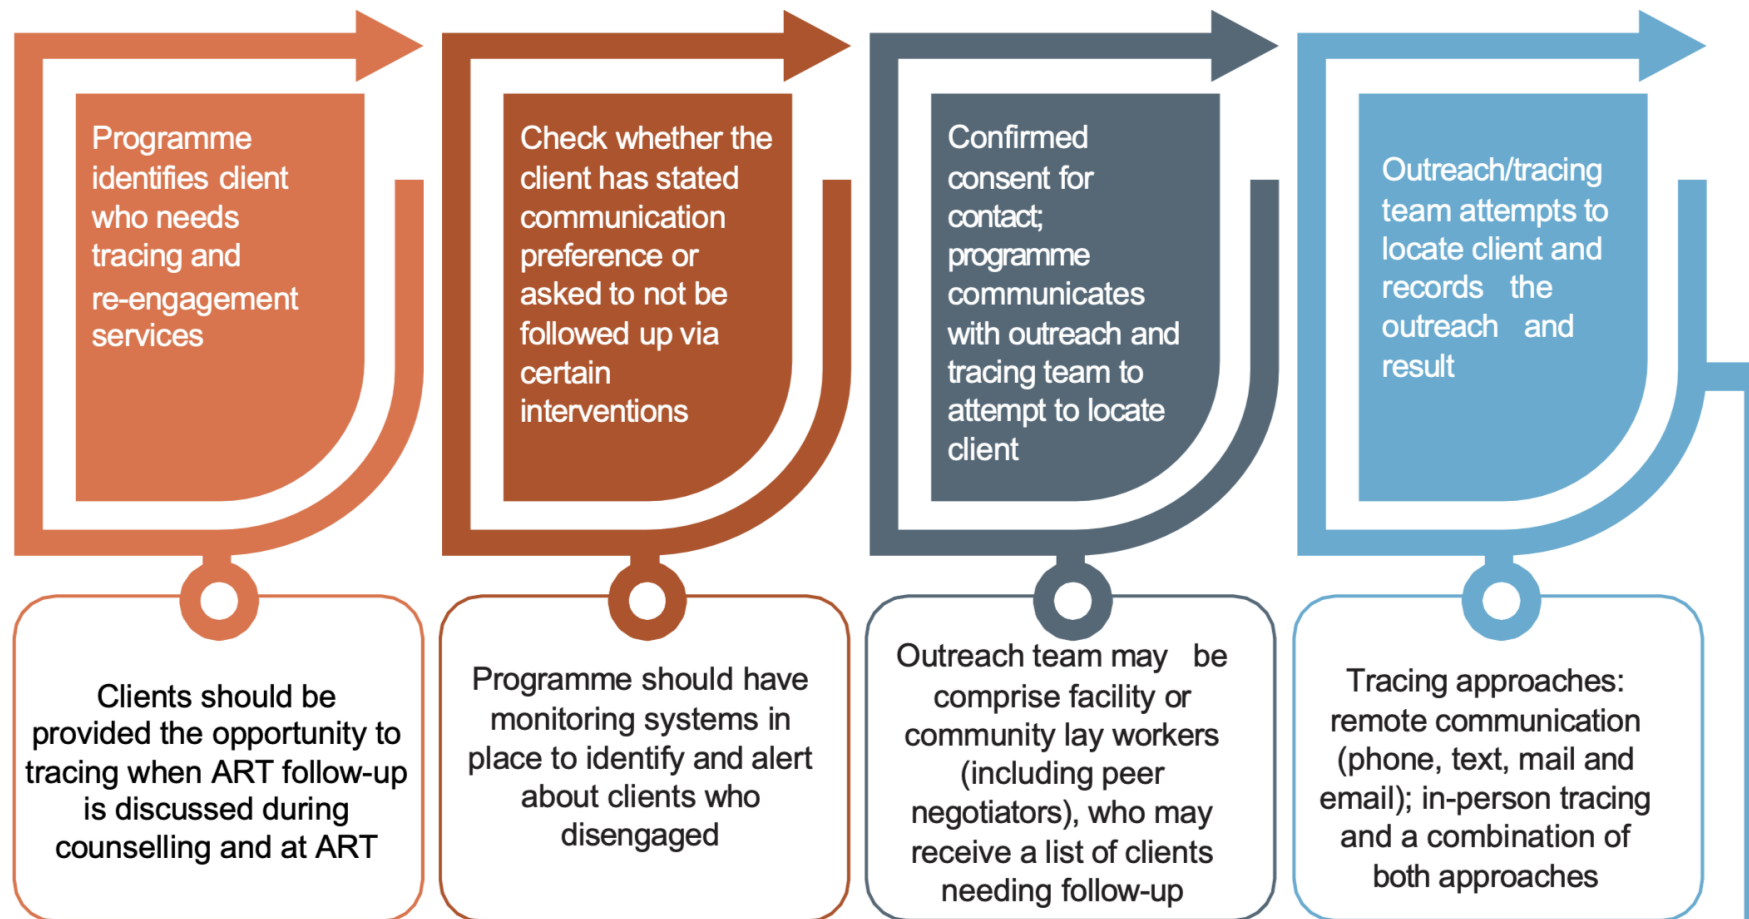 Programme
identifies client
who needs
tracing and
re-engagement
services
Check whether the
client has stated
communication
preference or
asked to not be
followed up via
certain
interventions
Confirmed
consent for
contact;
programme
communicates
with outreach and
tracing team to
attempt to locate
client
Outreach/tracing
team attempts to
locate client and
records the
outreach and
result
Clients should be
provided the opportunity to
tracing when ART follow-up
is discussed during
counselling and at ART
Programme should have
monitoring systems in
place to identify and alert
about clients who
disengaged
Outreach team may be
comprise facility or
community lay workers
(including peer
negotiators), who may
receive a list of clients
needing follow-up
Tracing approaches:
remote communication
(phone, text, mail and
email); in-person tracing
and a combination of
both approaches